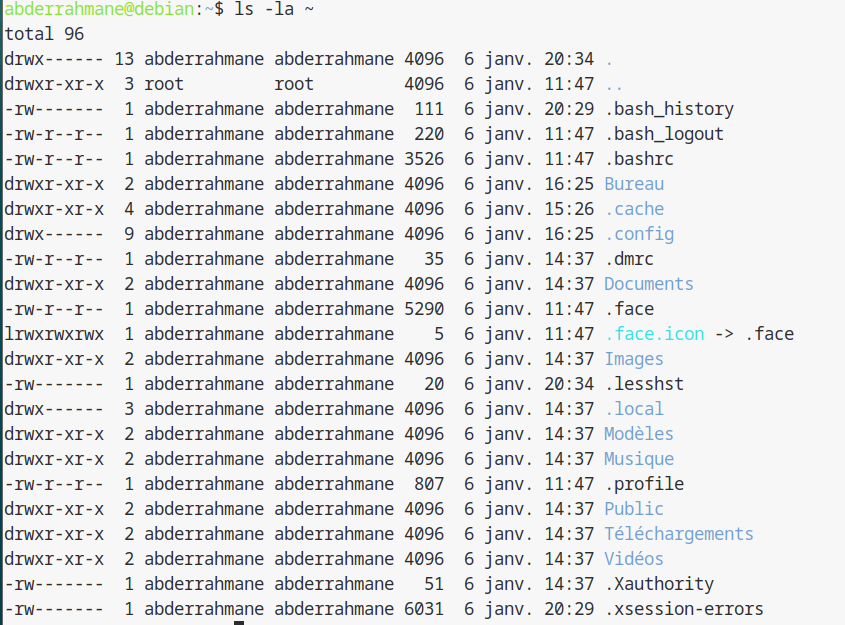 abderrahmane@debian:~$ ls -la ~
total 96
drwx------ 13 abderrahmane abderrahmane 4096  6 janv. 20:34 .
drwxr-xr-x  3 root         root         4096  6 janv. 11:47 ..
-rw-------  1 abderrahmane abderrahmane  111  6 janv. 20:29 .bash_history
-rw-r--r--  1 abderrahmane abderrahmane  220  6 janv. 11:47 .bash_logout
-rw-r--r--  1 abderrahmane abderrahmane 3526  6 janv. 11:47 .bashrc
drwxr-xr-x  2 abderrahmane abderrahmane 4096  6 janv. 16:25 Bureau
drwxr-xr-x  4 abderrahmane abderrahmane 4096  6 janv. 15:26 .cache
drwx------  9 abderrahmane abderrahmane 4096  6 janv. 16:25 .config
-rw-r--r--  1 abderrahmane abderrahmane   35  6 janv. 14:37 .dmrc
drwxr-xr-x  2 abderrahmane abderrahmane 4096  6 janv. 14:37 Documents
-rw-r--r--  1 abderrahmane abderrahmane 5290  6 janv. 11:47 .face
lrwxrwxrwx  1 abderrahmane abderrahmane    5  6 janv. 11:47 .face.icon -> .face
drwxr-xr-x  2 abderrahmane abderrahmane 4096  6 janv. 14:37 Images
-rw-------  1 abderrahmane abderrahmane   20  6 janv. 20:34 .lesshst
drwx------  3 abderrahmane abderrahmane 4096  6 janv. 14:37 .local
drwxr-xr-x  2 abderrahmane abderrahmane 4096  6 janv. 14:37 Modèles
drwxr-xr-x  2 abderrahmane abderrahmane 4096  6 janv. 14:37 Musique
-rw-r--r--  1 abderrahmane abderrahmane  807  6 janv. 11:47 .profile
drwxr-xr-x  2 abderrahmane abderrahmane 4096  6 janv. 14:37 Public
drwxr-xr-x  2 abderrahmane abderrahmane 4096  6 janv. 14:37 Téléchargements
drwxr-xr-x  2 abderrahmane abderrahmane 4096  6 janv. 14:37 Vidéos
-rw-------  1 abderrahmane abderrahmane   51  6 janv. 14:37 .Xauthority
-rw-------  1 abderrahmane abderrahmane 6031  6 janv. 20:29 .xsession-errors